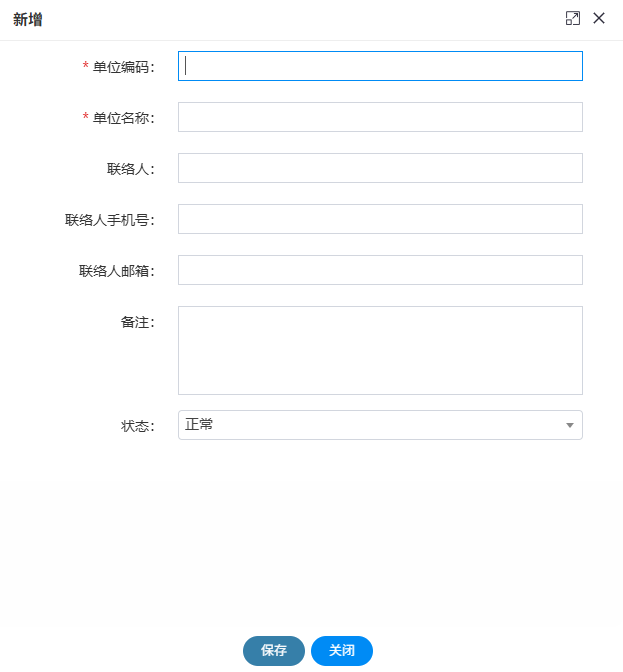 新增
* 单位编码:
* 单位名称:
联络人:
联络人手机号:
联络人邮箱:
备注:
状态: 正常
保存 关闭